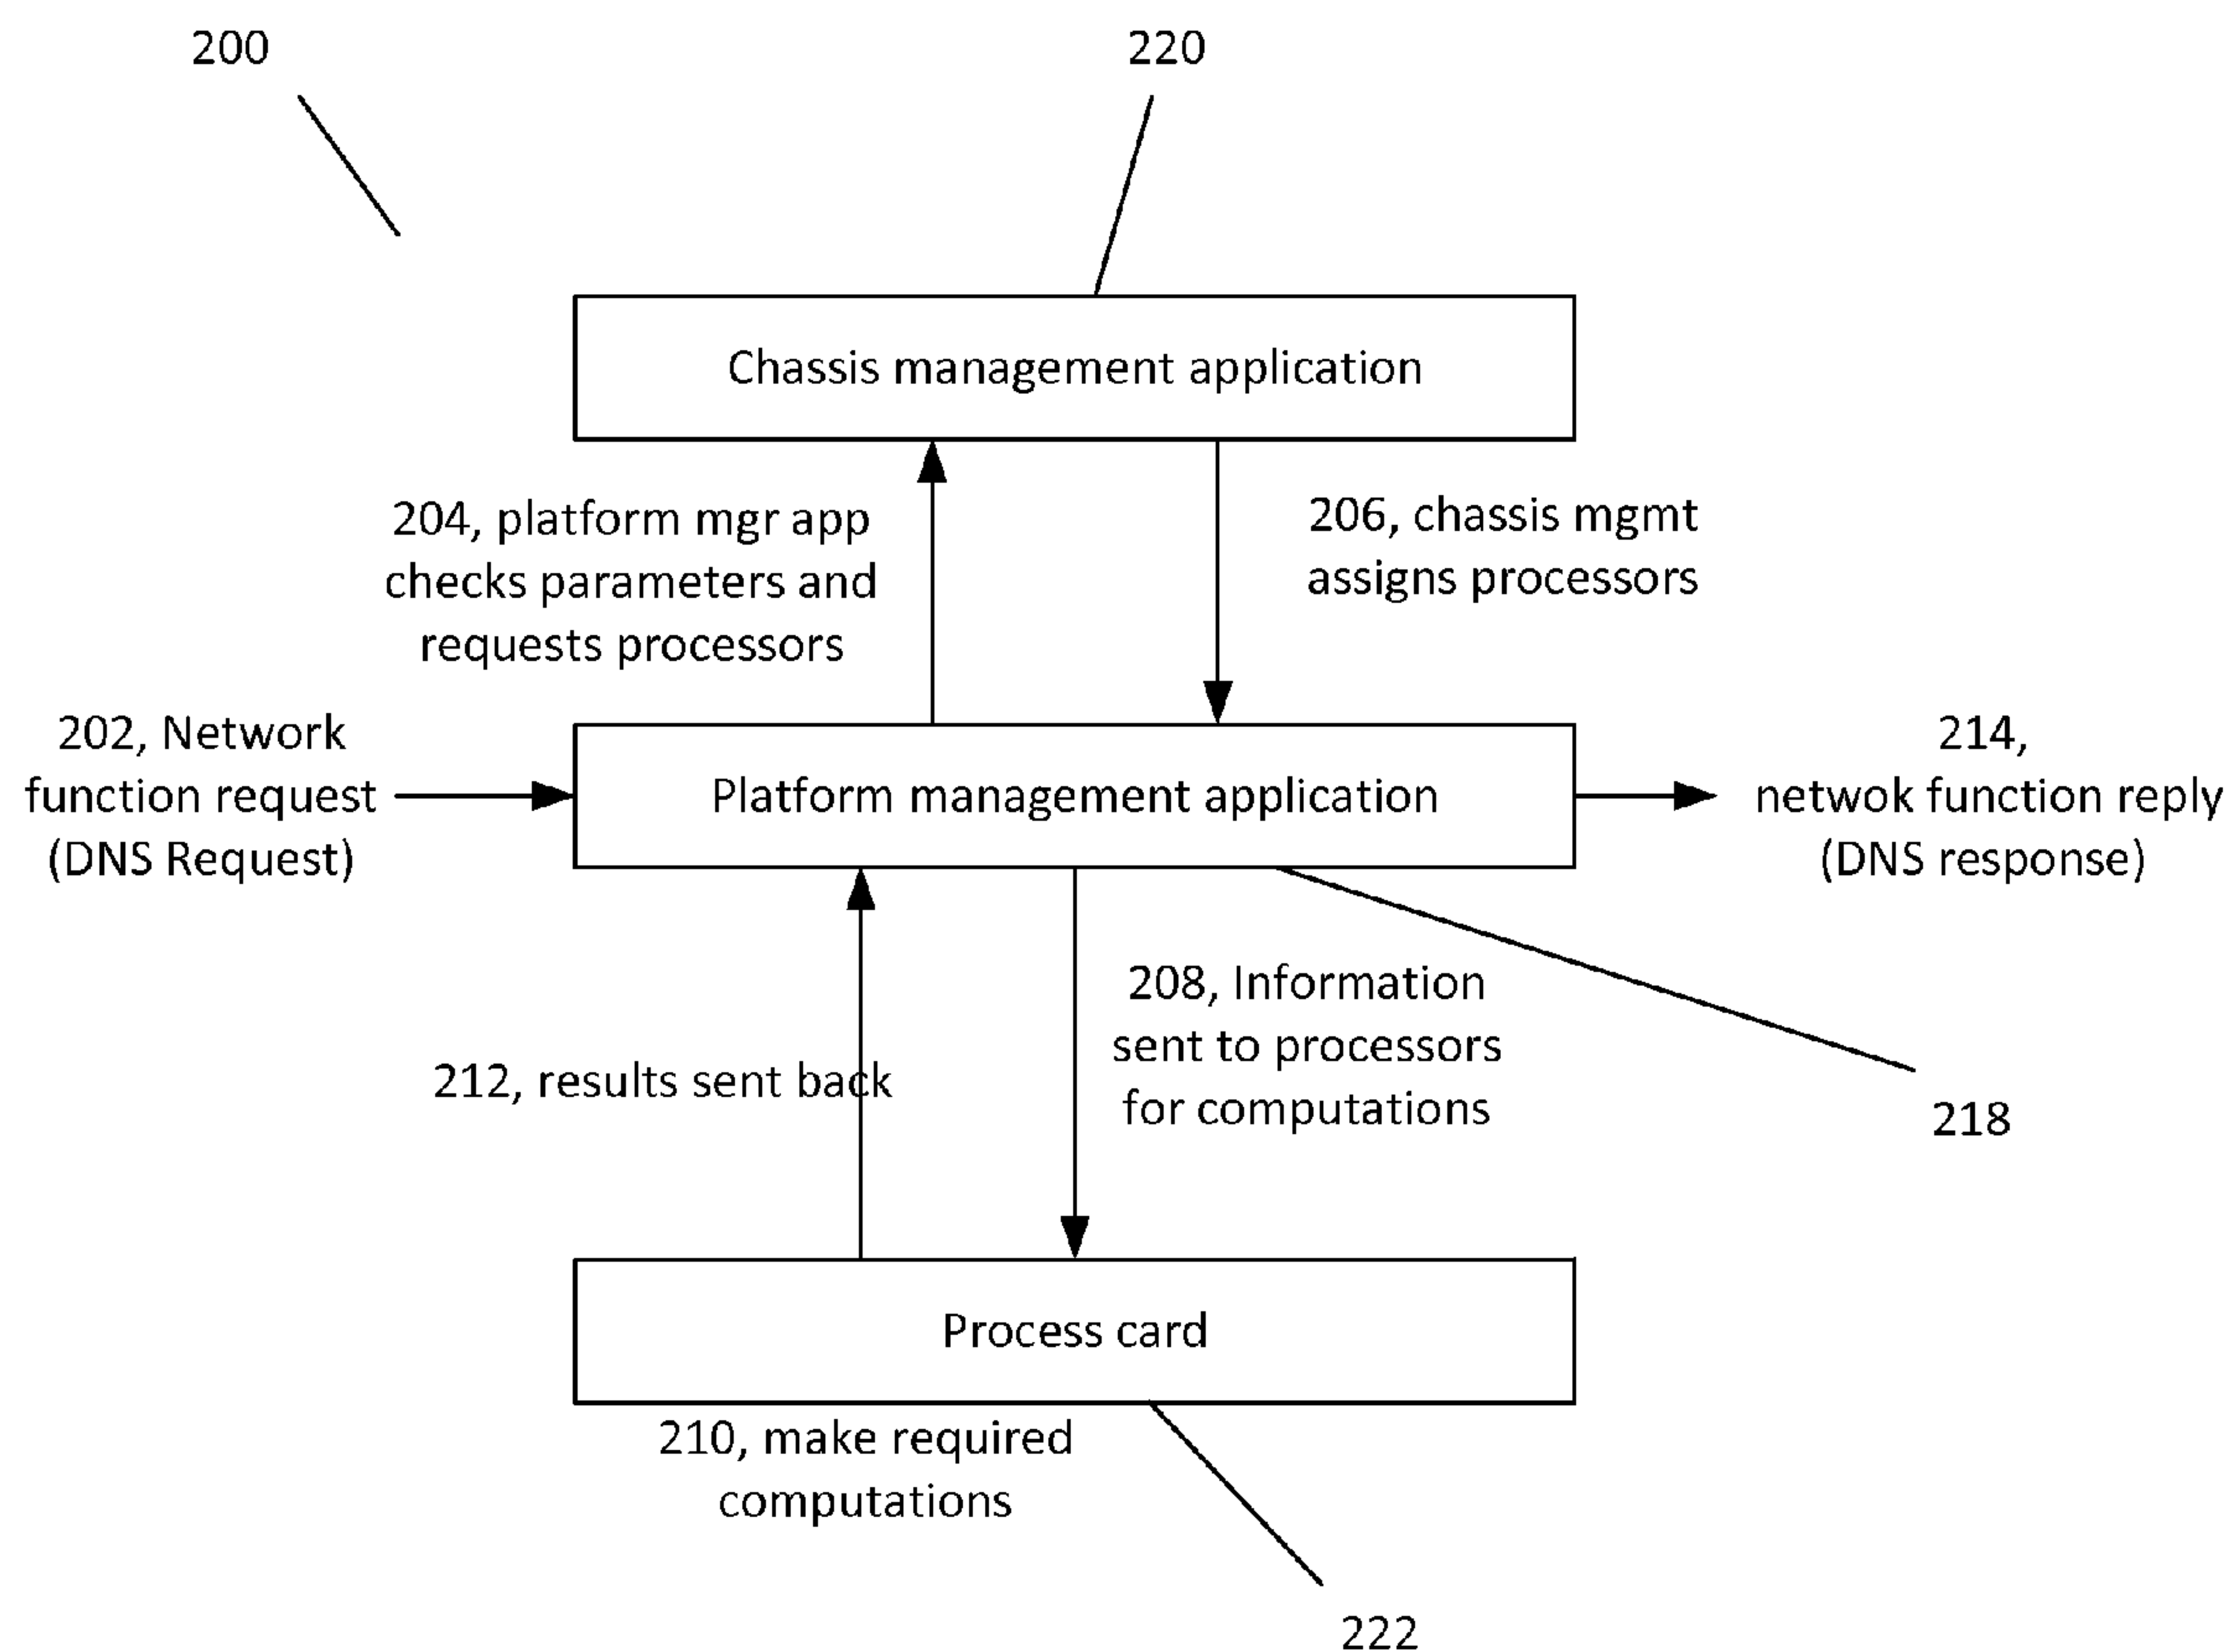 200
220
Chassis management application
204, platform mgr app
checks parameters and
requests processors
206, chassis mgmt
assigns processors
202, Network
function request
(DNS Request)
Platform management application
214,
netwok function reply
(DNS response)
212, results sent back
208, Information
sent to processors
for computations
218
Process card
210, make required
computations
222